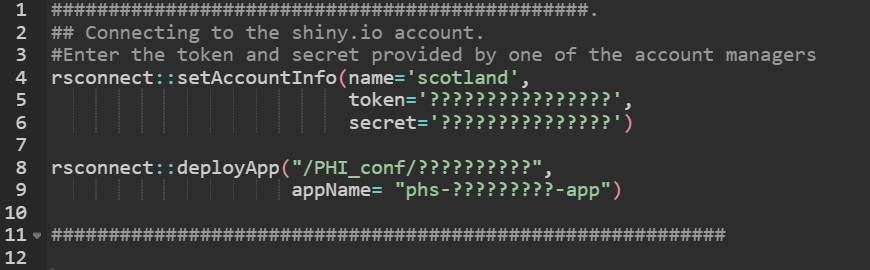 1 ###############################################.
2 ## Connecting to the shiny.io account.
3 #Enter the token and secret provided by one of the account managers
4 rsconnect::setAccountInfo(name='scotland',
5 token='????????????????',
6 secret='???????????????')
7
8 rsconnect::deployApp("/PHI_conf/??????????",
9 appName= "phs-?????????-app")
10
11 ###########################################################
12